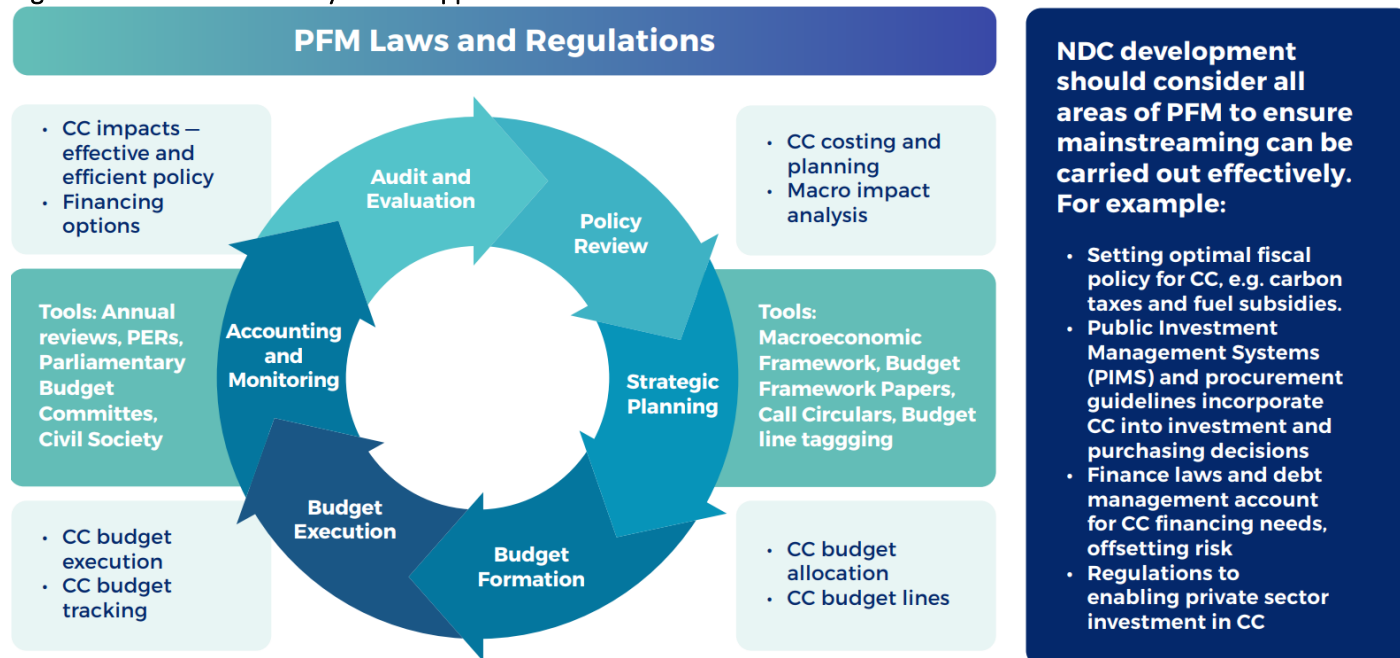 PFM Laws and Regulations
• CC impacts —
effective and
efficient policy
• Financing
options
Tools: Annual
reviews, PERs,
Parliamentary
Budget
Committes,
Civil Society
• CC budget
execution
• CC budget
tracking
Audit and
Evaluation
Policy
Review
Strategic
Planning
Budget
Formation
Budget
Execution
Accounting
and
Monitoring
• CC costing and
planning
• Macro impact
analysis
Tools:
Macroeconomic
Framework, Budget
Framework Papers,
Call Circulars, Budget
line taggging
• CC budget
allocation
• CC budget lines
NDC development
should consider all
areas of PFM to ensure
mainstreaming can be
carried out effectively.
For example:
• Setting optimal fiscal
policy for CC, e.g. carbon
taxes and fuel subsidies.
• Public Investment
Management Systems
(PIMS) and procurement
guidelines incorporate
CC into investment and
purchasing decisions
• Finance laws and debt
management account
for CC financing needs,
offsetting risk
• Regulations to
enabling private sector
investment in CC